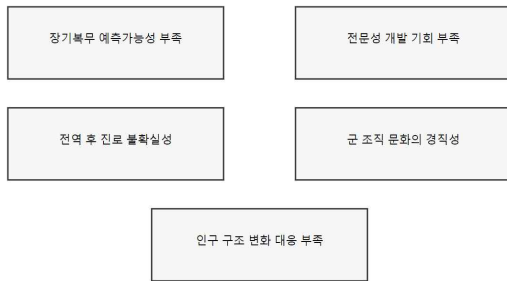 장기복무 예측가능성 부족
전문성 개발 기회 부족
전역 후 진로 불확실성
군 조직 문화의 경직성
인구 구조 변화 대응 부족